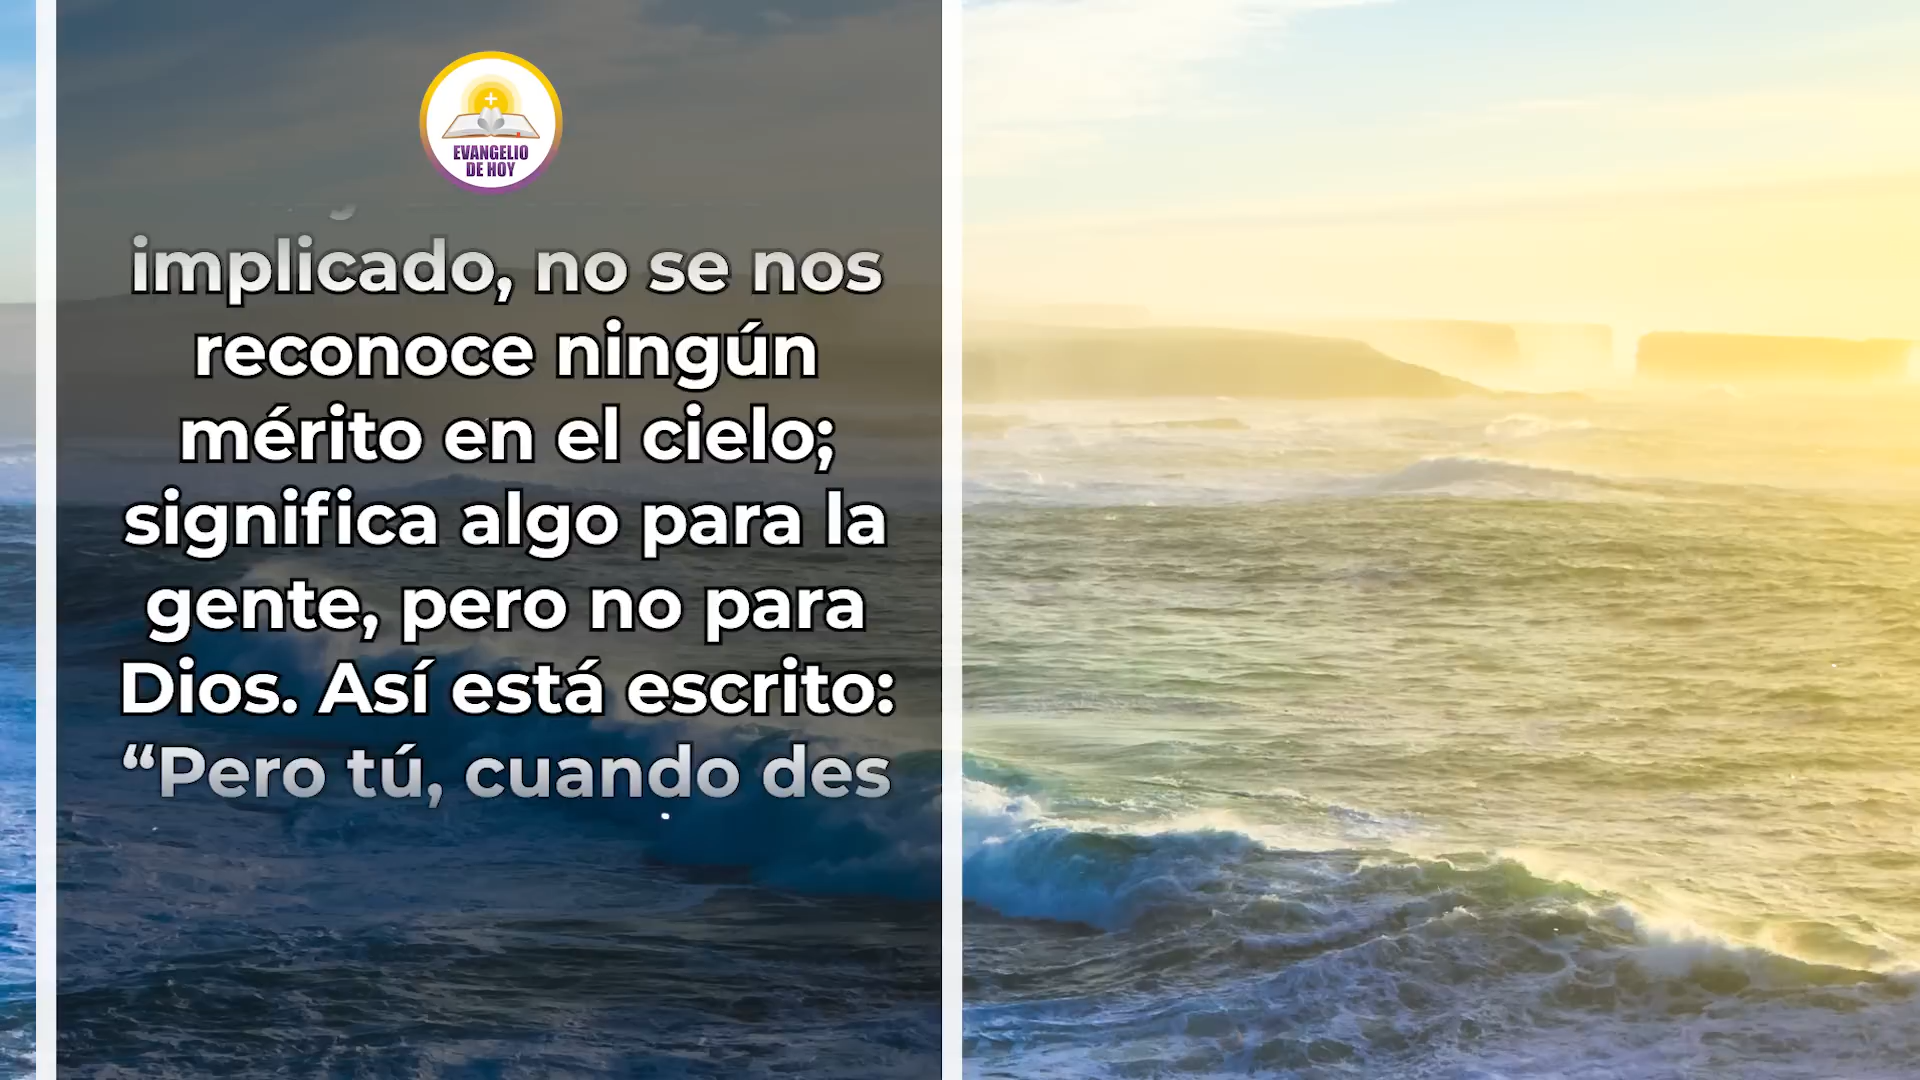 EVANGELIO
DE HOY
implicado, no se nos
reconoce ningún
mérito en el cielo;
significa algo para la
gente, pero no para
Dios. Así está escrito:
“Pero tú, cuando des